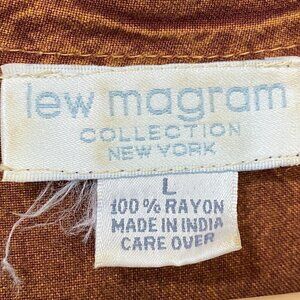 lew magram
COLLECTION
NEW YORK
L
100% RAYON
MADE IN INDIA
CARE OVER